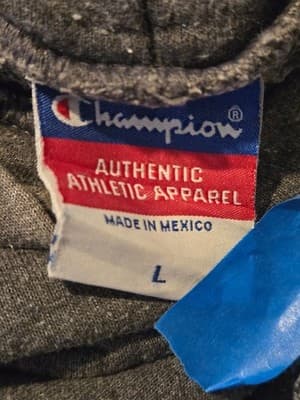 Champion®
AUTHENTIC
ATHLETIC APPAREL
MADE IN MEXICO
L